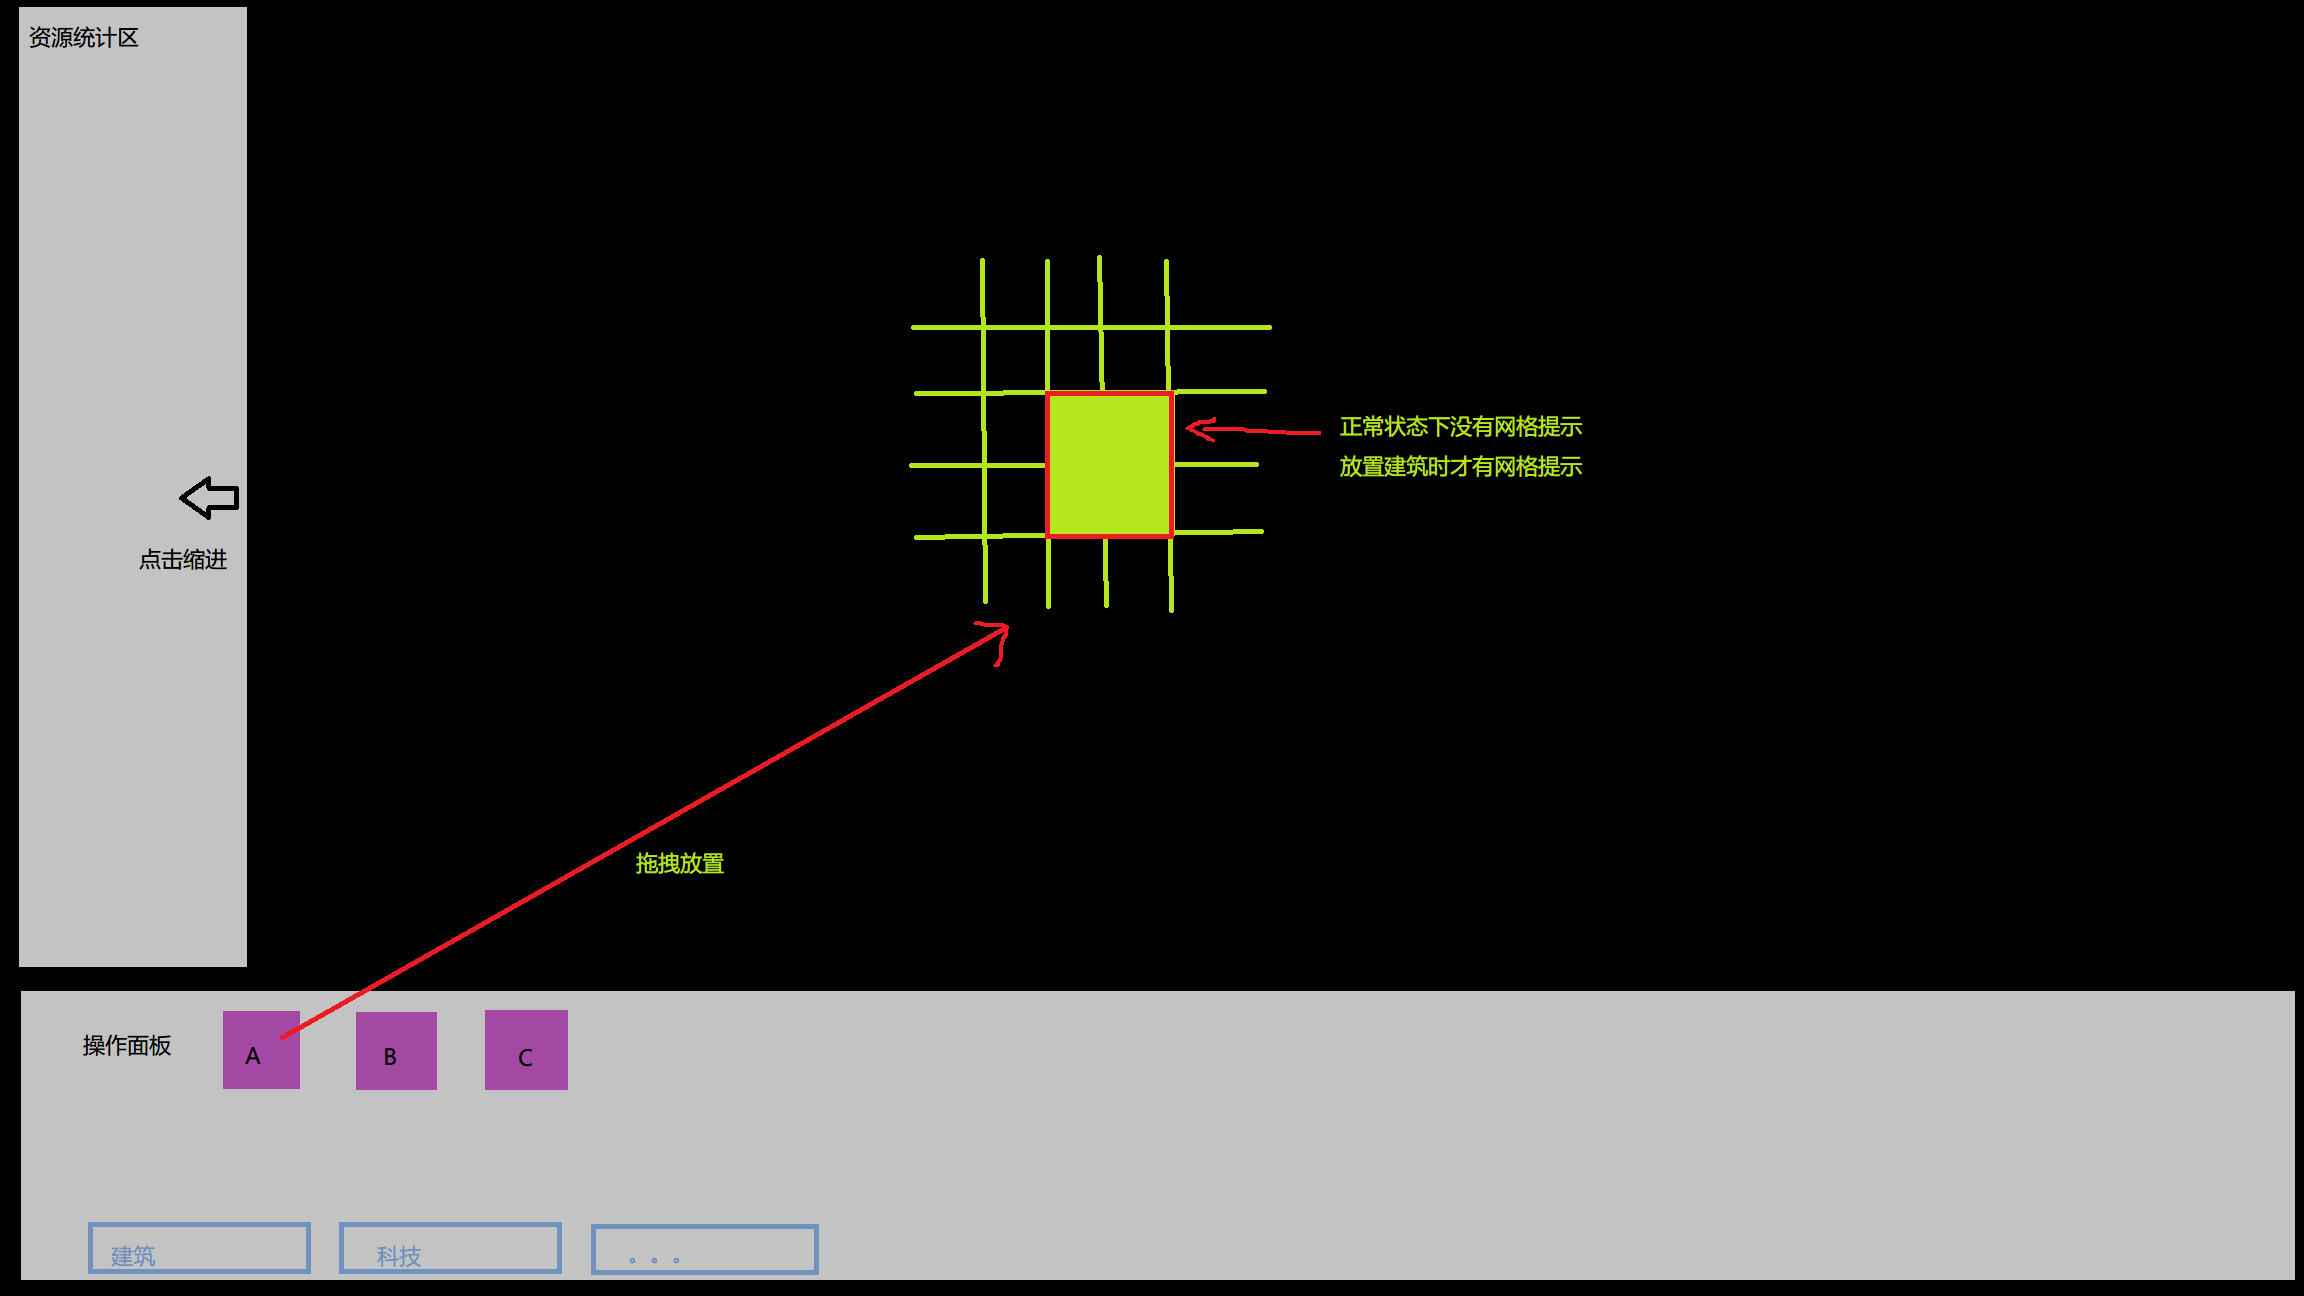 资源统计区
正常状态下没有网格提示
放置建筑时才有网格提示
点击缩进
拖拽放置
操作面板
A
B
C
建筑
科技
。。。